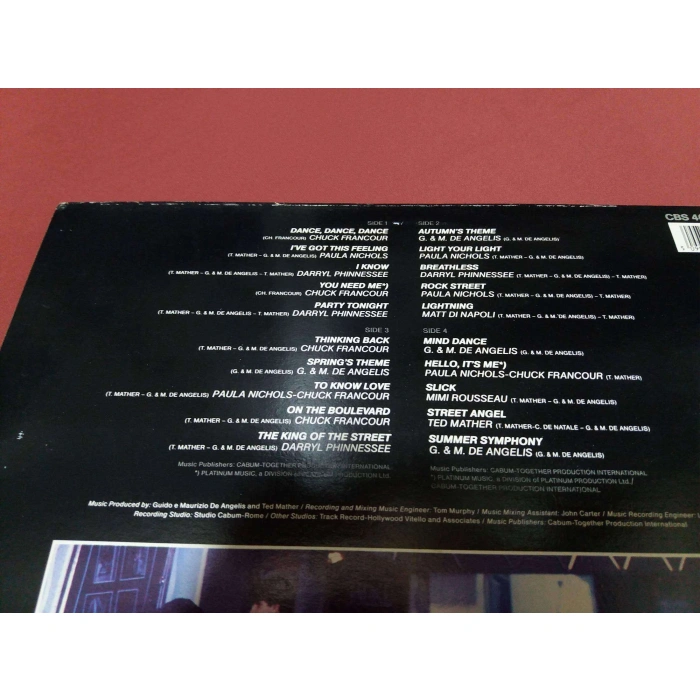 SIDE 1
DANCE, DANCE, DANCE
(CH. FRANCOUR) CHUCK FRANCOUR
I'VE GOT THIS FEELING
(T. MATHER – G. & M. DE ANGELIS) PAULA NICHOLS
I KNOW
(T. MATHER – G. & M. DE ANGELIS – T. MATHER) DARRYL PHINNESSEE
YOU NEED ME*)
(CH. FRANCOUR) CHUCK FRANCOUR
PARTY TONIGHT
(T. MATHER – G. & M. DE ANGELIS – T. MATHER) DARRYL PHINNESSEE
SIDE 3
THINKING BACK
(T. MATHER – G. & M. DE ANGELIS) CHUCK FRANCOUR
SPRING'S THEME
(G. & M. DE ANGELIS) G. & M. DE ANGELIS
TO KNOW LOVE
(T. MATHER – G. & M. DE ANGELIS) PAULA NICHOLS-CHUCK FRANCOUR
ON THE BOULEVARD
(T. MATHER – G. & M. DE ANGELIS) CHUCK FRANCOUR
THE KING OF THE STREET
(T. MATHER – G. & M. DE ANGELIS) DARRYL PHINNESSEE
Music Publishers: CABUM-TOGETHER PRODUCTION INTERNATIONAL
*) PLATINUM MUSIC, a DIVISION of PLATINUM PRODUCTION Ltd./
SIDE 2
AUTUMN'S THEME
G. & M. DE ANGELIS (G. & M. DE ANGELIS)
LIGHT YOUR LIGHT
PAULA NICHOLS (T. MATHER – G. & M. DE ANGELIS)
BREATHLESS
DARRYL PHINNESSEE (T. MATHER – G. & M. DE ANGELIS – T. MATHER)
ROCK STREET
PAULA NICHOLS (T. MATHER – G. & M. DE ANGELIS – T. MATHER)
LIGHTNING
MATT DI NAPOLI (T. MATHER – G. & M. DE ANGELIS – T. MATHER)
SIDE 4
MIND DANCE
G. & M. DE ANGELIS (G. & M. DE ANGELIS)
HELLO, IT'S ME*)
PAULA NICHOLS-CHUCK FRANCOUR (T. MATHER)
SLICK
MIMI ROUSSEAU (T. MATHER – G. & M. DE ANGELIS)
STREET ANGEL
TED MATHER (T. MATHER-C. DE NATALE – G. & M. DE ANGELIS)
SUMMER SYMPHONY
G. & M. DE ANGELIS (G. & M. DE ANGELIS)
Music Publishers: CABUM-TOGETHER PRODUCTION INTERNATIONAL
*) PLATINUM MUSIC, a DIVISION of PLATINUM PRODUCTION Ltd./
CABUM-TOGETHER PRODUCTION INTERNATIONAL
CBS
Music Produced by: Guido e Maurizio De Angelis and Ted Mather / Recording and Mixing Music Engineer: Tom Murphy / Music Mixing Assistant: John Carter / Music Recording Engineer:
Recording Studio: Studio Cabum-Rome / Other Studios: Track Record-Hollywood Vitello and Associates / Music Publishers: Cabum-Together Production International